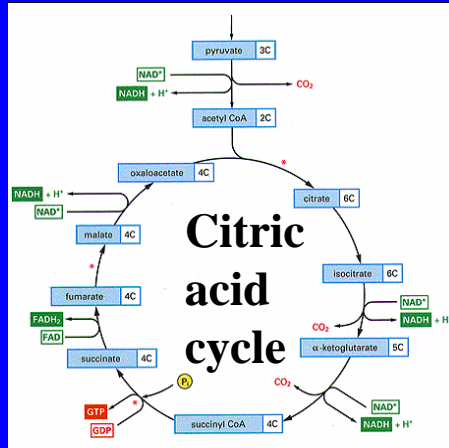 pyruvate 3C
NAD⁺
NADH + H⁺
CO₂
acetyl CoA 2C
oxaloacetate 4C
*
citrate 6C
NADH + H⁺
NAD⁺
malate 4C
Citric
acid
cycle
isocitrate 6C
*
fumarate 4C
NAD⁺
CO₂
NADH + H
FADH₂
FAD
α-ketoglutarate 5C
succinate 4C
Pᵢ
CO₂
GTP
*
GDP
succinyl CoA 4C
NAD⁺
NADH + H⁺